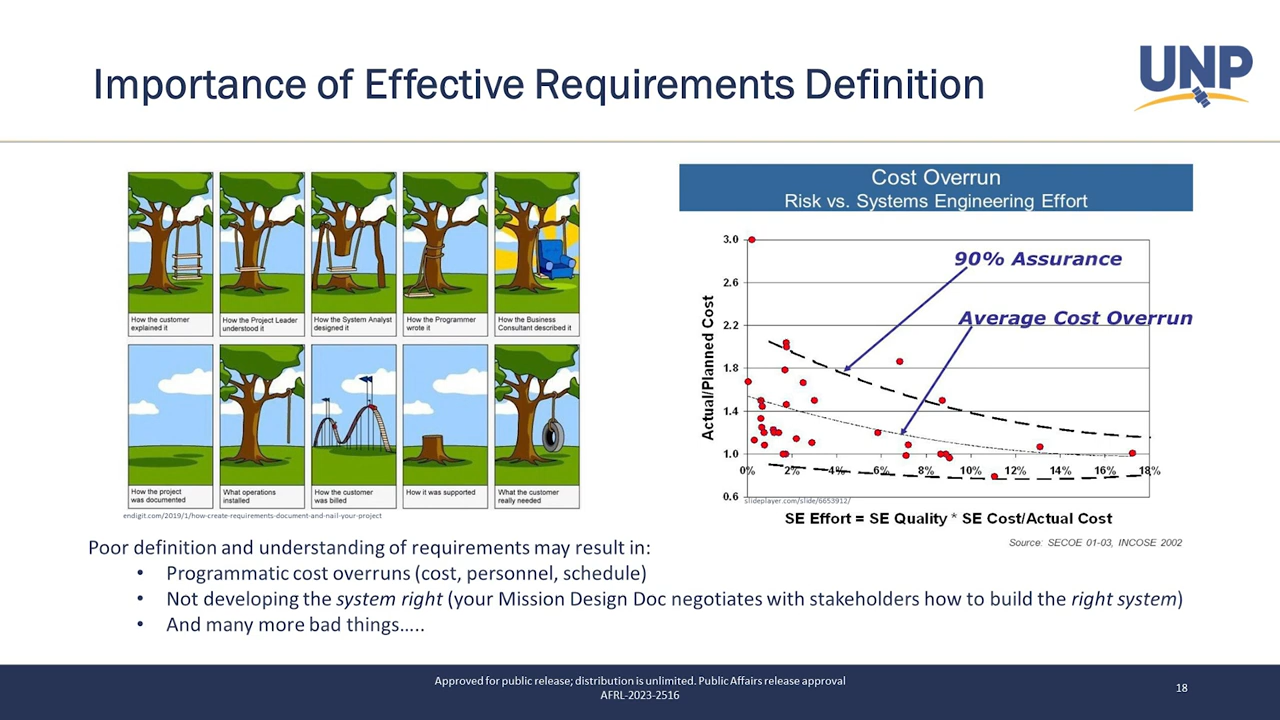 Importance of Effective Requirements Definition
UNP
How the customer
explained it
How the Project Leader
understood it
How the System Analyst
designed it
How the Programmer
wrote it
How the Business
Consultant described it
How the project
was documented
What operations
installed
How the customer
was billed
How it was supported
What the customer
really needed
endigit.com/2019/1/how-create-requirements-document-and-nail-your-project
Cost Overrun
Risk vs. Systems Engineering Effort
Actual/Planned Cost
3.0
2.6
2.2
1.8
1.4
1.0
0.6
90% Assurance
Average Cost Overrun
0% 2% 4% 6% 8% 10% 12% 14% 16% 18%
slideplayer.com/slide/6653912/
SE Effort = SE Quality * SE Cost/Actual Cost
Source: SECOE 01-03, INCOSE 2002
Poor definition and understanding of requirements may result in:
• Programmatic cost overruns (cost, personnel, schedule)
• Not developing the system right (your Mission Design Doc negotiates with stakeholders how to build the right system)
• And many more bad things…..
Approved for public release; distribution is unlimited. Public Affairs release approval
AFRL-2023-2516
18